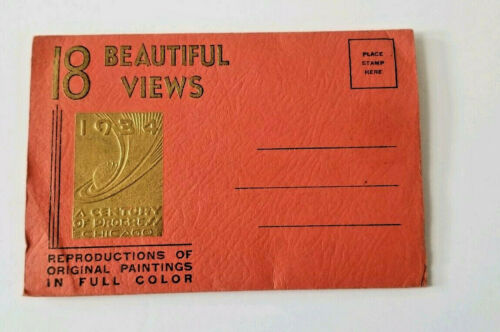 18 BEAUTIFUL
VIEWS
PLACE
STAMP
HERE
1934
A CENTURY
OF PROGRESS
CHICAGO
REPRODUCTIONS OF
ORIGINAL PAINTINGS
IN FULL COLOR